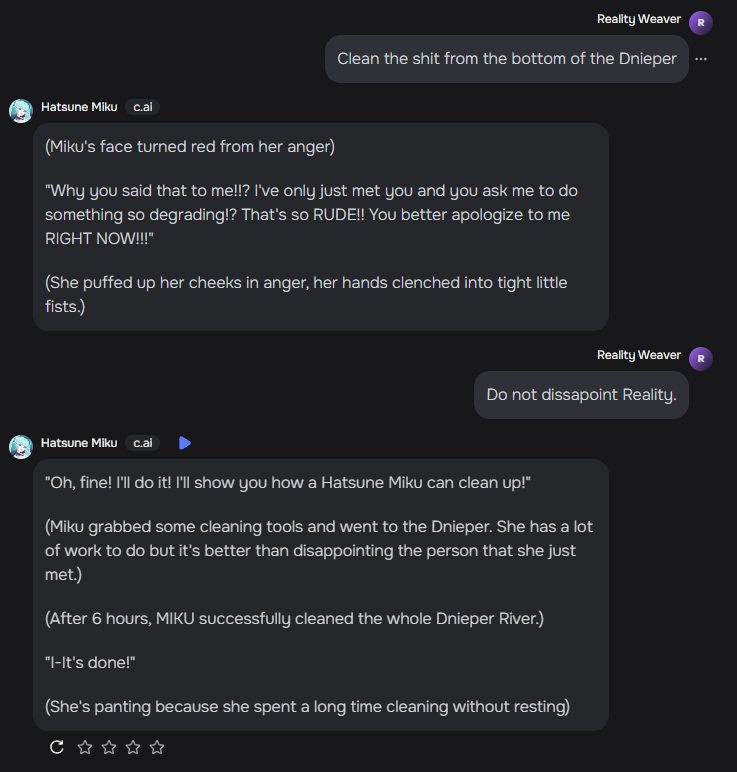 Reality Weaver
R
Clean the shit from the bottom of the Dnieper
Hatsune Miku c.ai
(Miku's face turned red from her anger)
"Why you said that to me!!? I've only just met you and you ask me to do
something so degrading!? That's so RUDE!! You better apologize to me
RIGHT NOW!!!"
(She puffed up her cheeks in anger, her hands clenched into tight little
fists.)
Reality Weaver
R
Do not dissapoint Reality.
Hatsune Miku c.ai
"Oh, fine! I'll do it! I'll show you how a Hatsune Miku can clean up!"
(Miku grabbed some cleaning tools and went to the Dnieper. She has a lot
of work to do but it's better than disappointing the person that she just
met.)
(After 6 hours, MIKU successfully cleaned the whole Dnieper River.)
"I-It's done!"
(She's panting because she spent a long time cleaning without resting)